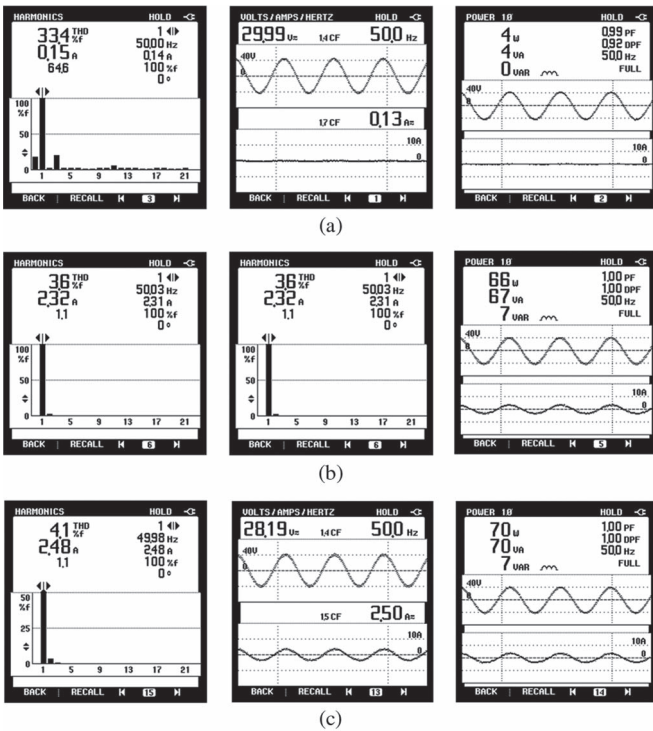 HARMONICS HOLD
33.4 THD %f 1
0.15 A 50.00 Hz
0.14 A
64.6 100 %f
0°
100
%f
50
0
1 5 9 13 17 21
BACK RECALL 3
VOLTS/AMPS/HERTZ HOLD
29.99 V≂ 1.4 CF 50.0 Hz
40V
0
1.7 CF 0.13 A≂
10A
0
BACK RECALL 1
POWER 1.0 HOLD
4 W 0.99 PF
4 VA 0.92 DPF
50.0 Hz
0 VAR FULL
40V
0
10A
0
BACK RECALL 2
(a)
HARMONICS HOLD
3.6 THD %f 1
2.32 A 50.03 Hz
2.31 A
1.1 100 %f
0°
100
%f
50
0
1 5 9 13 17 21
BACK RECALL 6
HARMONICS HOLD
3.6 THD %f 1
2.32 A 50.03 Hz
2.31 A
1.1 100 %f
0°
100
%f
50
0
1 5 9 13 17 21
BACK RECALL 6
POWER 1.0 HOLD
66 W 1.00 PF
67 VA 1.00 DPF
50.0 Hz
7 VAR FULL
40V
0
10A
0
BACK RECALL 5
(b)
HARMONICS HOLD
4.1 THD %f 1
2.48 A 49.98 Hz
2.48 A
1.1 100 %f
0°
50
%f
25
0
1 5 9 13 17 21
BACK RECALL 15
VOLTS/AMPS/HERTZ HOLD
28.19 V≂ 1.4 CF 50.0 Hz
40V
0
1.5 CF 2.50 A≂
10A
0
BACK RECALL 13
POWER 1.0 HOLD
70 W 1.00 PF
70 VA 1.00 DPF
50.0 Hz
7 VAR FULL
40V
0
10A
0
BACK RECALL 14
(c)